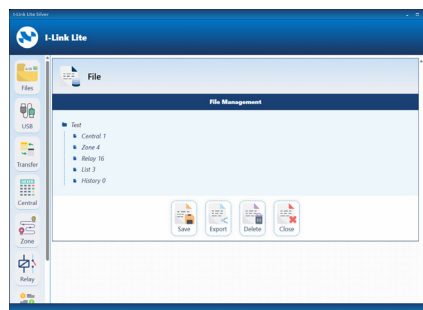 I-Link Lite Silver
I-Link Lite
Files
USB
Transfer
Central
Zone
Relay
File
File Management
Text
Central 1
Zone 4
Relay 16
List 3
History 0
Save
Export
Delete
Close